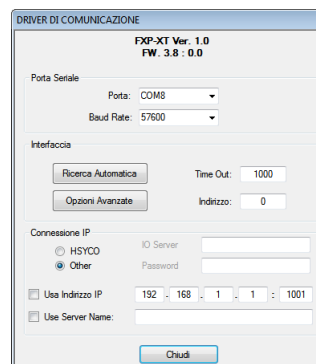 DRIVER DI COMUNICAZIONE
FXP-XT Ver. 1.0
FW. 3.8 : 0.0
Porta Seriale
Porta: COM8
Baud Rate: 57600
Interfaccia
Ricerca Automatica Time Out: 1000
Opzioni Avanzate Indirizzo: 0
Connessione IP
HSYCO IO Server
Other Password
Usa Indirizzo IP 192 . 168 . 1 . 1 : 1001
Use Server Name:
Chiudi